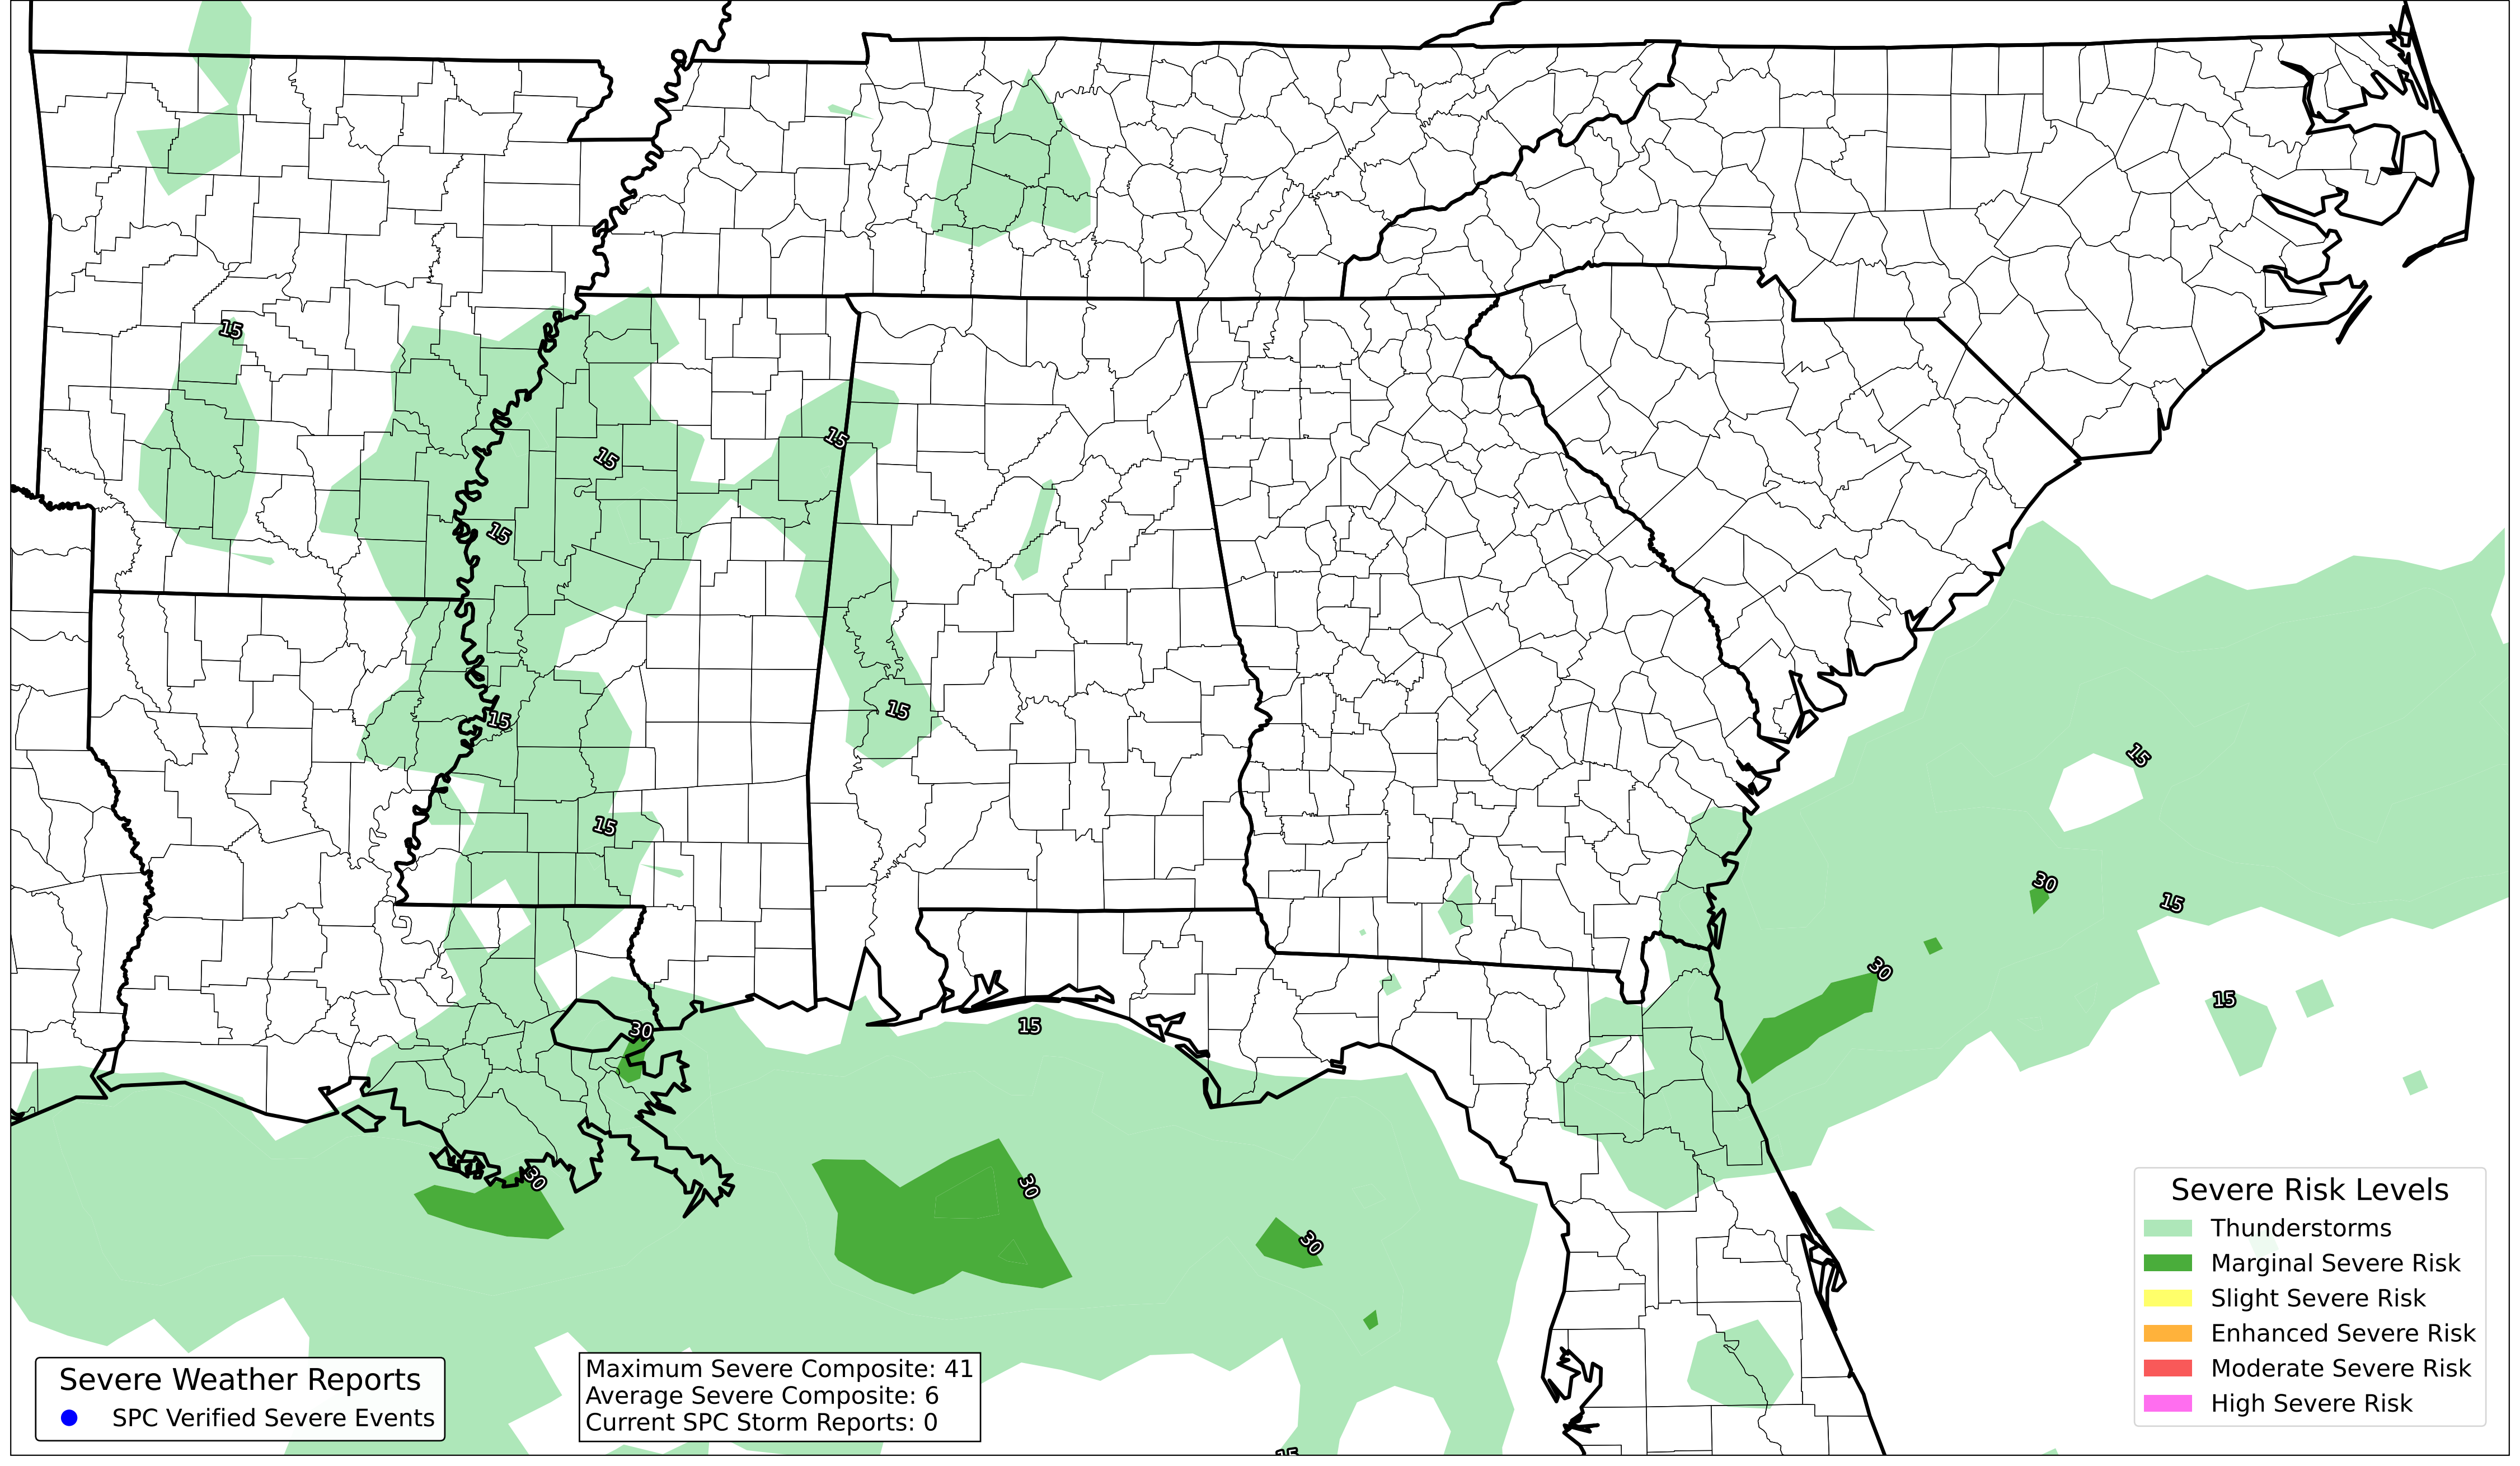 15
15
15
15
15
15
15
15
30
15
30
15
30
15
30
30
30
Severe Risk Levels
Thunderstorms
Marginal Severe Risk
Slight Severe Risk
Enhanced Severe Risk
Moderate Severe Risk
High Severe Risk
Severe Weather Reports
SPC Verified Severe Events
Maximum Severe Composite: 41
Average Severe Composite: 6
Current SPC Storm Reports: 0
15